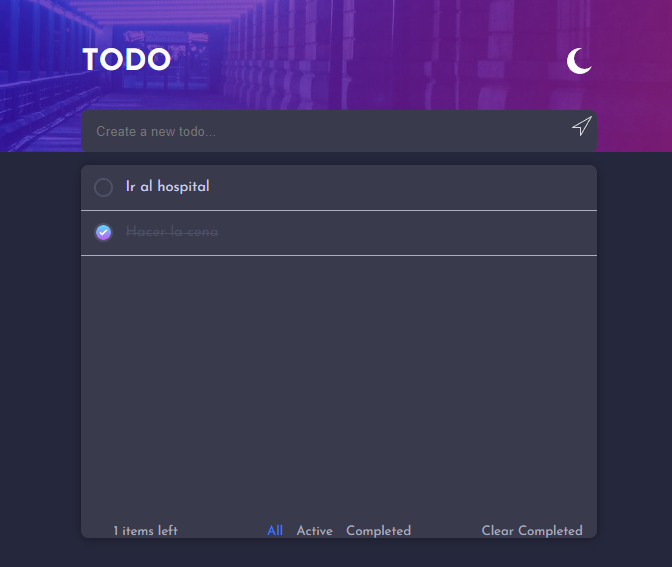 TODO
Create a new todo...
Ir al hospital
Hacer la cena
1 items left All Active Completed Clear Completed